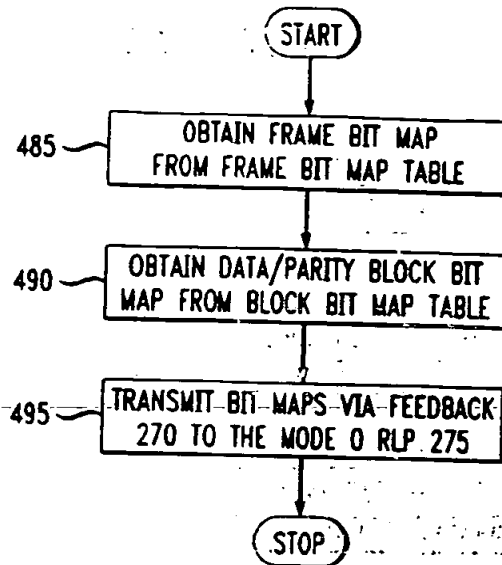 START
485
OBTAIN FRAME BIT MAP
FROM FRAME BIT MAP TABLE
490
OBTAIN DATA/PARITY BLOCK BIT
MAP FROM BLOCK BIT MAP TABLE
495
TRANSMIT BIT MAPS VIA FEEDBACK
270 TO THE MODE 0 RLP 275
STOP